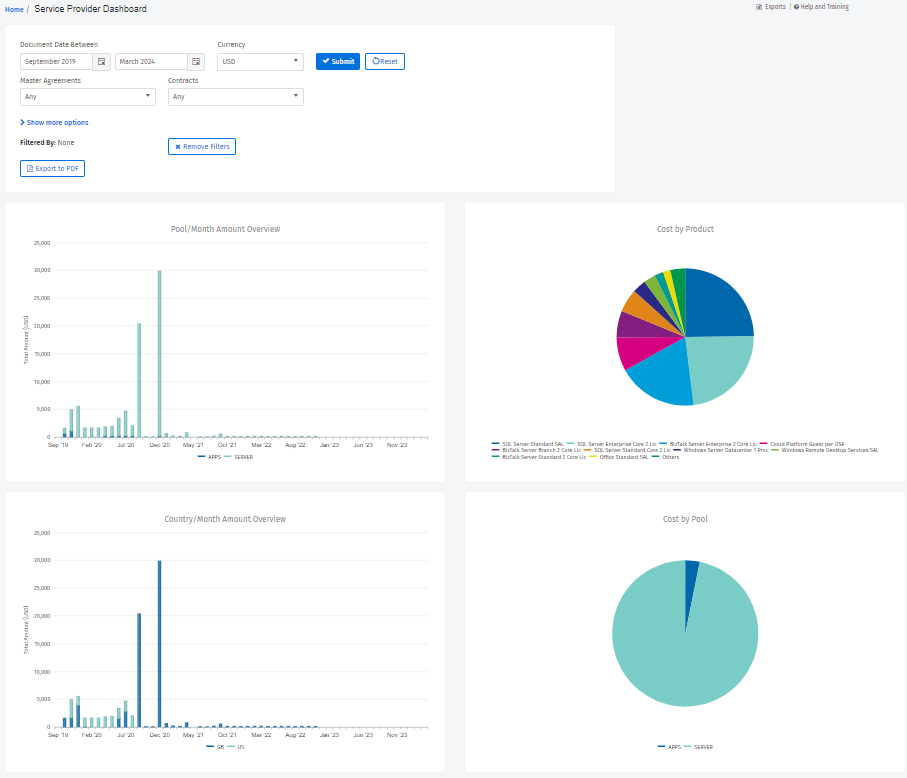 Home / Service Provider Dashboard
Exports | Help and Training
Document Date Between
Currency
September 2019
March 2024
USD
Submit
Reset
Master Agreements
Contracts
Any
Any
Show more options
Filtered By: None
Remove Filters
Export to PDF
Pool/Month Amount Overview
35,000
30,000
25,000
20,000
15,000
10,000
5,000
0
Total Amount (USD)
Sep '19 Feb '20 Jul '20 Dec '20 May '21 Oct '21 Mar '22 Aug '22 Jan '23 Jun '23 Nov '23
APPS SERVER
Cost by Product
SQL Server Standard SAL SQL Server Enterprise Core 2 Lic BizTalk Server Enterprise 2 Core Lic Cloud Platform Guest per OSE
BizTalk Server Branch 2 Core Lic SQL Server Standard Core 2 Lic Windows Server Datacenter 1 Proc Windows Remote Desktop Services SAL
BizTalk Server Standard 2 Core Lic Office Standard SAL Others
Country/Month Amount Overview
35,000
30,000
25,000
20,000
15,000
10,000
5,000
0
Total Amount (USD)
Sep '19 Feb '20 Jul '20 Dec '20 May '21 Oct '21 Mar '22 Aug '22 Jan '23 Jun '23 Nov '23
GB US
Cost by Pool
APPS SERVER